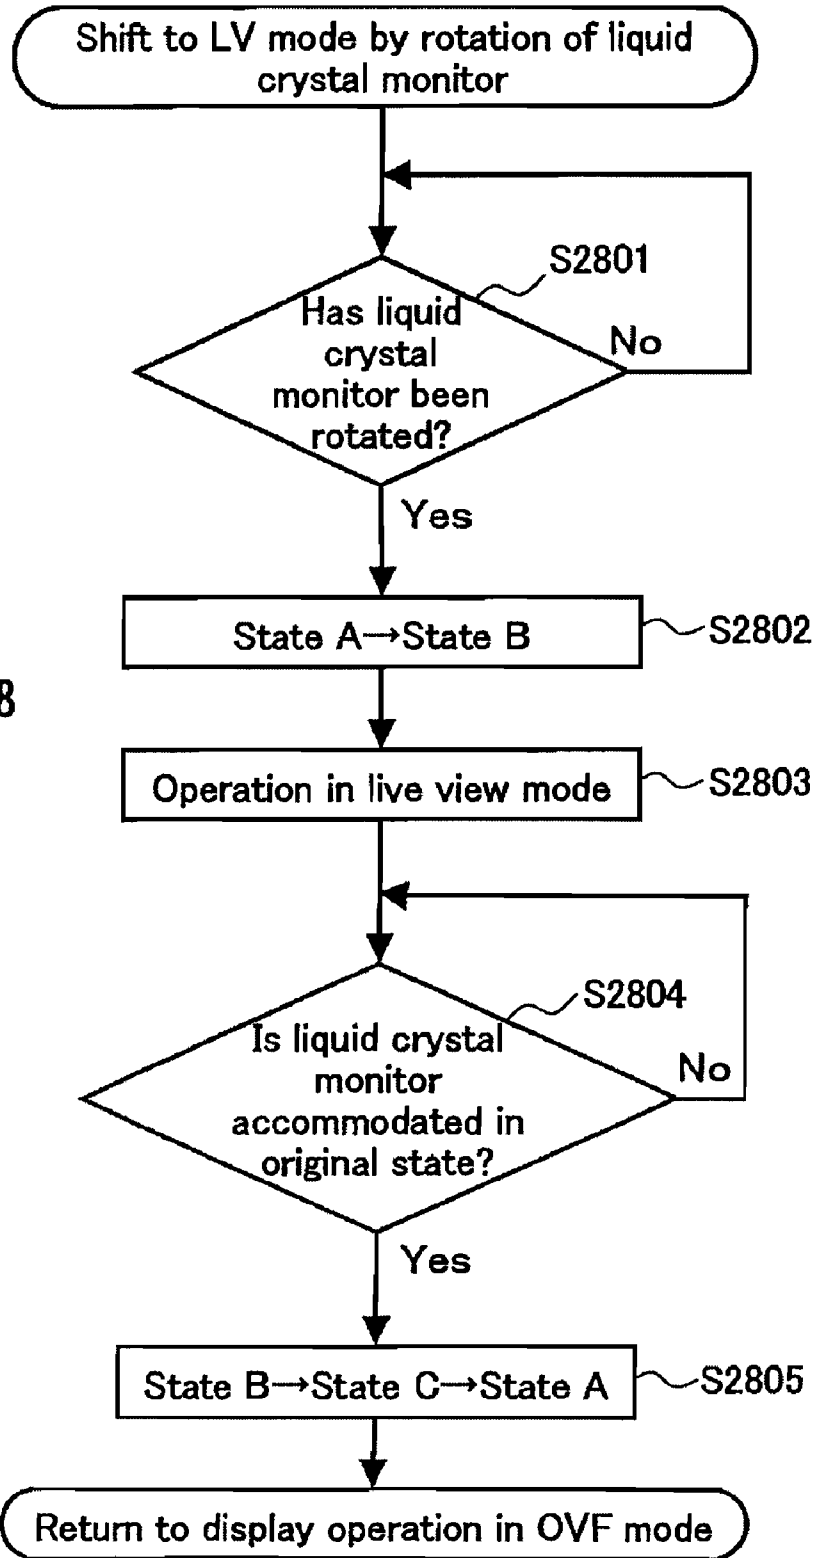 Shift to LV mode by rotation of liquid
crystal monitor
S2801
Has liquid
crystal
monitor been
rotated?
No
Yes
State A→State B
S2802
8
Operation in live view mode
S2803
S2804
Is liquid crystal
monitor
accommodated in
original state?
No
Yes
State B→State C→State A
S2805
Return to display operation in OVF mode